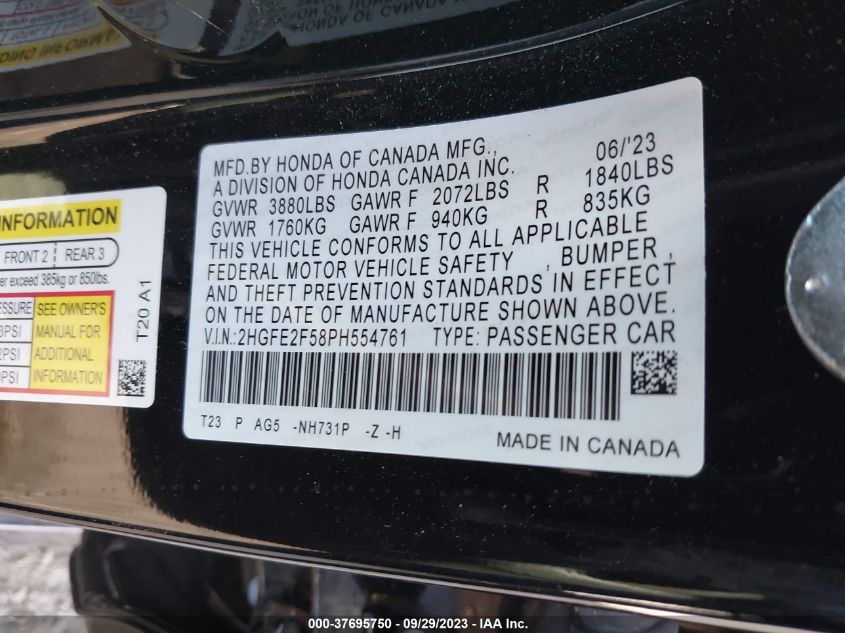 MFD.BY HONDA OF CANADA MFG., 06/'23
A DIVISION OF HONDA CANADA INC.
GVWR 3880LBS GAWR F 2072LBS R 1840LBS
GVWR 1760KG GAWR F 940KG R 835KG
THIS VEHICLE CONFORMS TO ALL APPLICABLE
FEDERAL MOTOR VEHICLE SAFETY , BUMPER ,
AND THEFT PREVENTION STANDARDS IN EFFECT
ON THE DATE OF MANUFACTURE SHOWN ABOVE.
V.I.N.:2HGFE2F58PH554761 TYPE: PASSENGER CAR
T23 P AG5 -NH731P -Z -H
MADE IN CANADA
INFORMATION
FRONT 2 REAR 3
exceed 385kg or 850lbs.
SEE OWNER'S
MANUAL FOR
ADDITIONAL
INFORMATION
T20 A1
000-37695750 / 09/29/2023 / INSURANCE AUTO AUCTIONS INC.